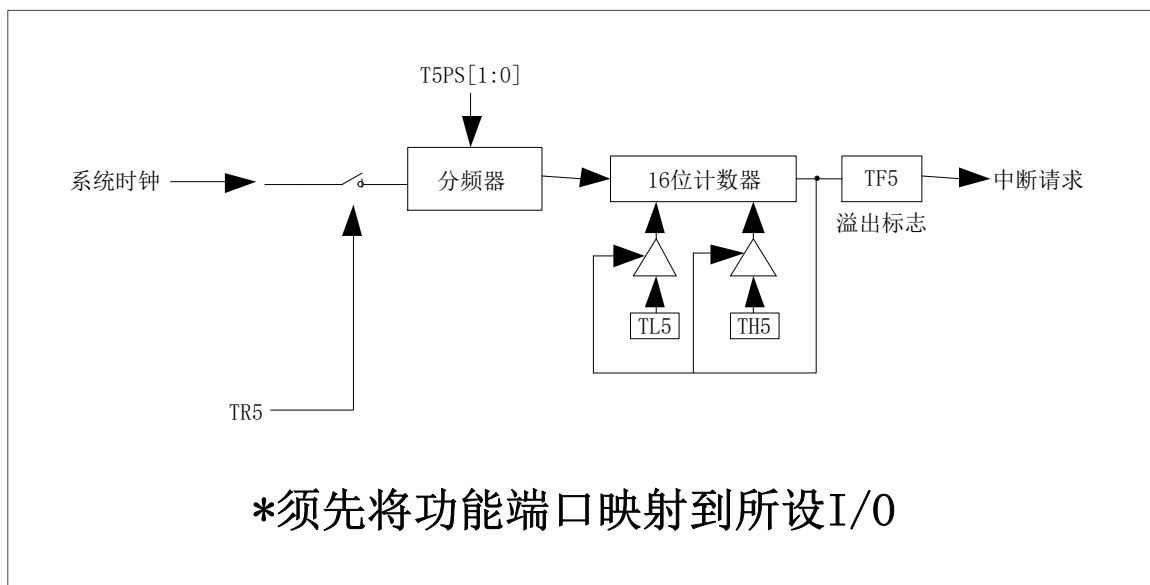 T5PS[1:0]
系统时钟
分频器
16位计数器
TF5
中断请求
溢出标志
TL5
TH5
TR5
*须先将功能端口映射到所设I/O